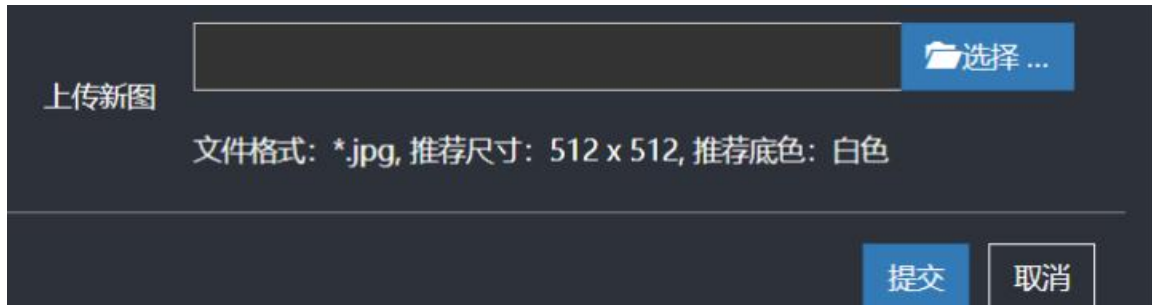 选择 ...
上传新图
文件格式：*.jpg, 推荐尺寸：512 x 512, 推荐底色：白色
提交
取消